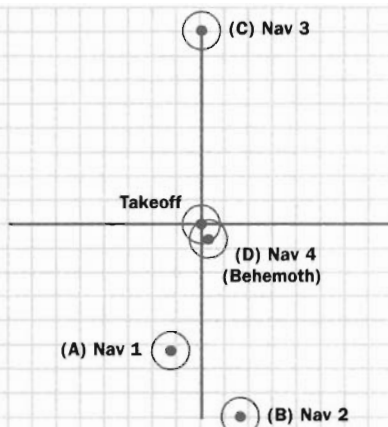 (C) Nav 3
Takeoff
(D) Nav 4
(Behemoth)
(A) Nav 1
(B) Nav 2